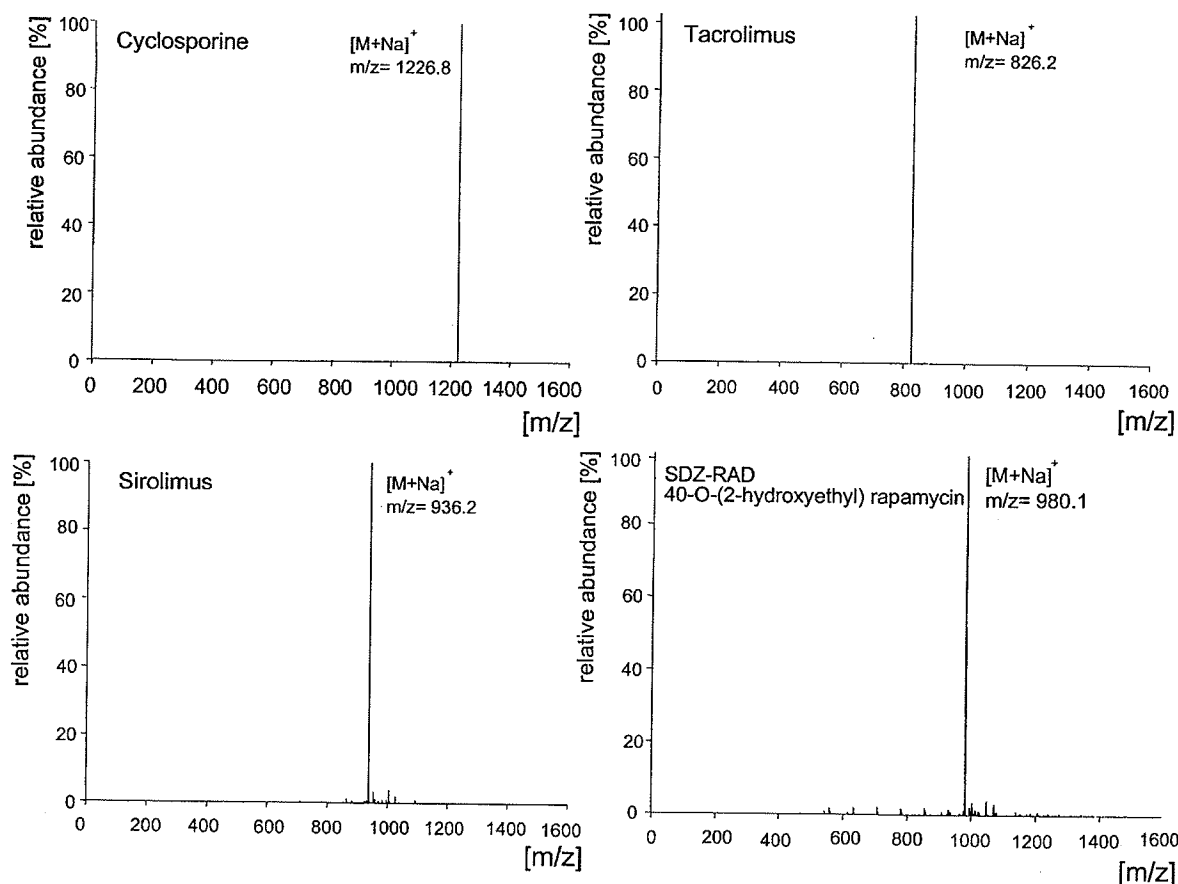 Cyclosporine
[M+Na]+
m/z= 1226.8
relative abundance [%]
100
80
60
40
20
0
0 200 400 600 800 1000 1200 1400 1600
[m/z]
Tacrolimus
[M+Na]+
m/z= 826.2
relative abundance [%]
100
80
60
40
20
0
0 200 400 600 800 1000 1200 1400 1600
[m/z]
Sirolimus
[M+Na]+
m/z= 936.2
relative abundance [%]
100
80
60
40
20
0
0 200 400 600 800 1000 1200 1400 1600
[m/z]
SDZ-RAD
40-O-(2-hydroxyethyl) rapamycin
[M+Na]+
m/z= 980.1
relative abundance [%]
100
80
60
40
20
0
0 200 400 600 800 1000 1200 1400 1600
[m/z]